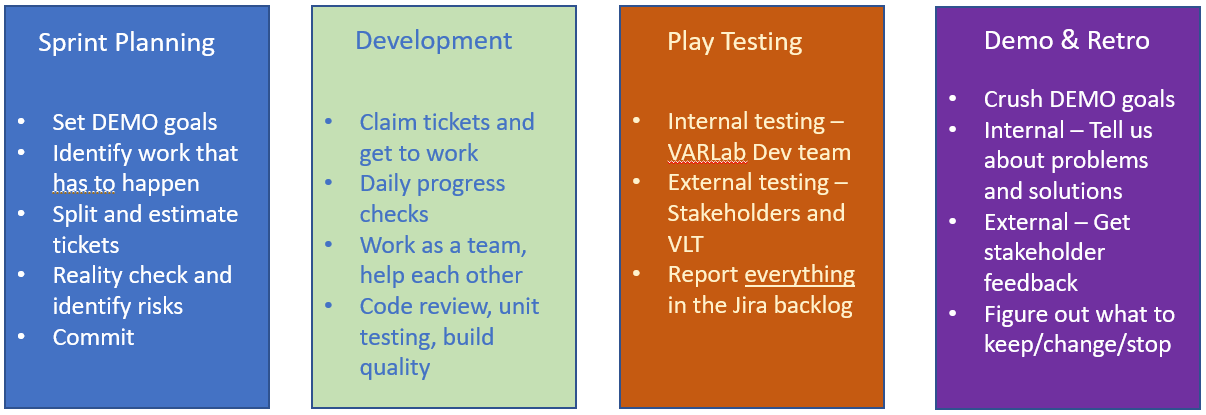 Sprint Planning
• Set DEMO goals
• Identify work that
has to happen
• Split and estimate
tickets
• Reality check and
identify risks
• Commit
Development
• Claim tickets and
get to work
• Daily progress
checks
• Work as a team,
help each other
• Code review, unit
testing, build
quality
Play Testing
• Internal testing –
VARLab Dev team
• External testing –
Stakeholders and
VLT
• Report everything
in the Jira backlog
Demo & Retro
• Crush DEMO goals
• Internal – Tell us
about problems
and solutions
• External – Get
stakeholder
feedback
• Figure out what to
keep/change/stop